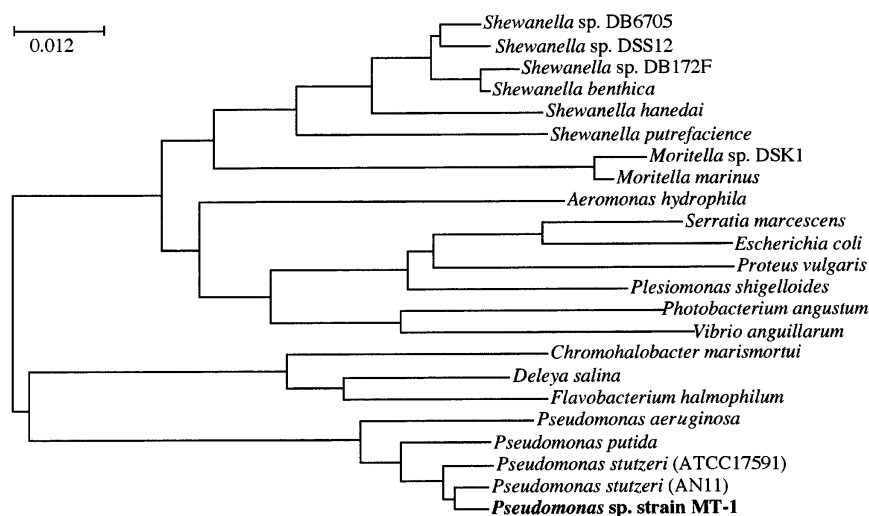 Shewanella sp. DB6705
0.012
Shewanella sp. DSS12
Shewanella sp. DB172F
Shewanella benthica
Shewanella hanedai
Shewanella putrefacience
Moritella sp. DSK1
Moritella marinus
Aeromonas hydrophila
Serratia marcescens
Escherichia coli
Proteus vulgaris
Plesiomonas shigelloides
Photobacterium angustum
Vibrio anguillarum
Chromohalobacter marismortui
Deleya salina
Flavobacterium halmophilum
Pseudomonas aeruginosa
Pseudomonas putida
Pseudomonas stutzeri (ATCC17591)
Pseudomonas stutzeri (AN11)
Pseudomonas sp. strain MT-1